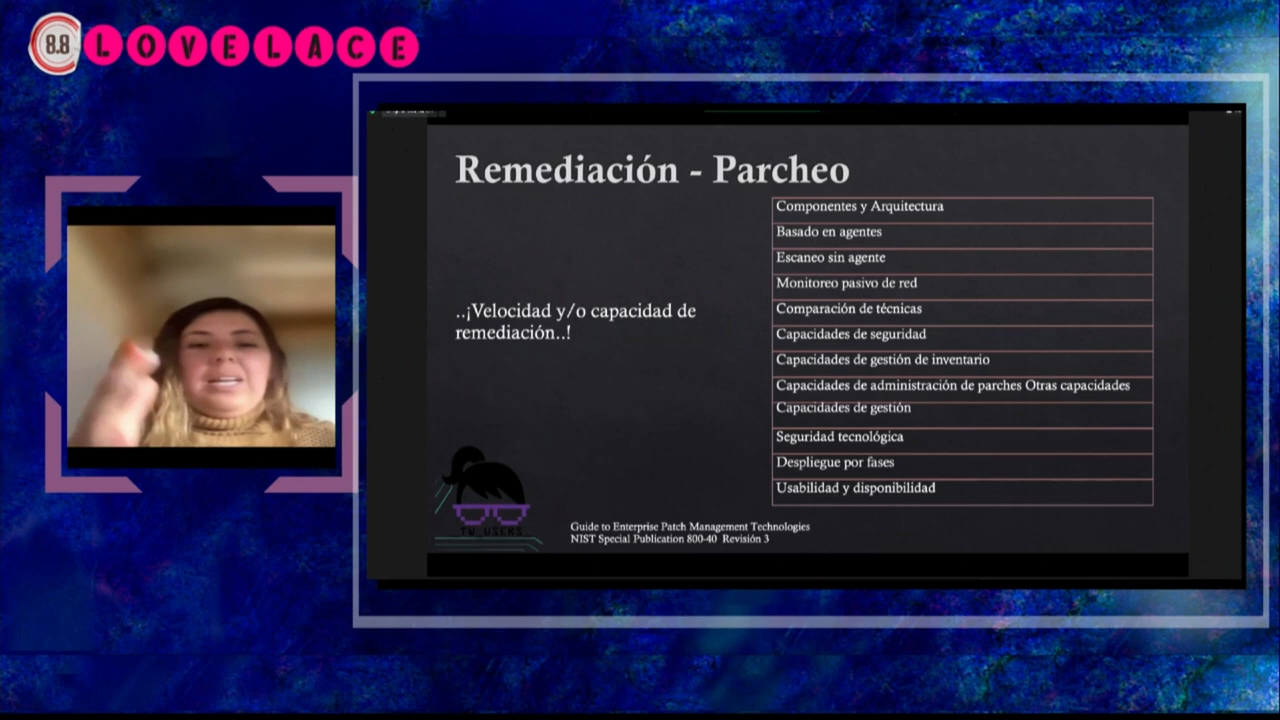 8.8
LOVELACE
Remediación - Parcheo
..¡Velocidad y/o capacidad de
remediación..!
Componentes y Arquitectura
Basado en agentes
Escaneo sin agente
Monitoreo pasivo de red
Comparación de técnicas
Capacidades de seguridad
Capacidades de gestión de inventario
Capacidades de administración de parches Otras capacidades
Capacidades de gestión
Seguridad tecnológica
Despliegue por fases
Usabilidad y disponibilidad
Guide to Enterprise Patch Management Technologies
NIST Special Publication 800-40 Revisión 3